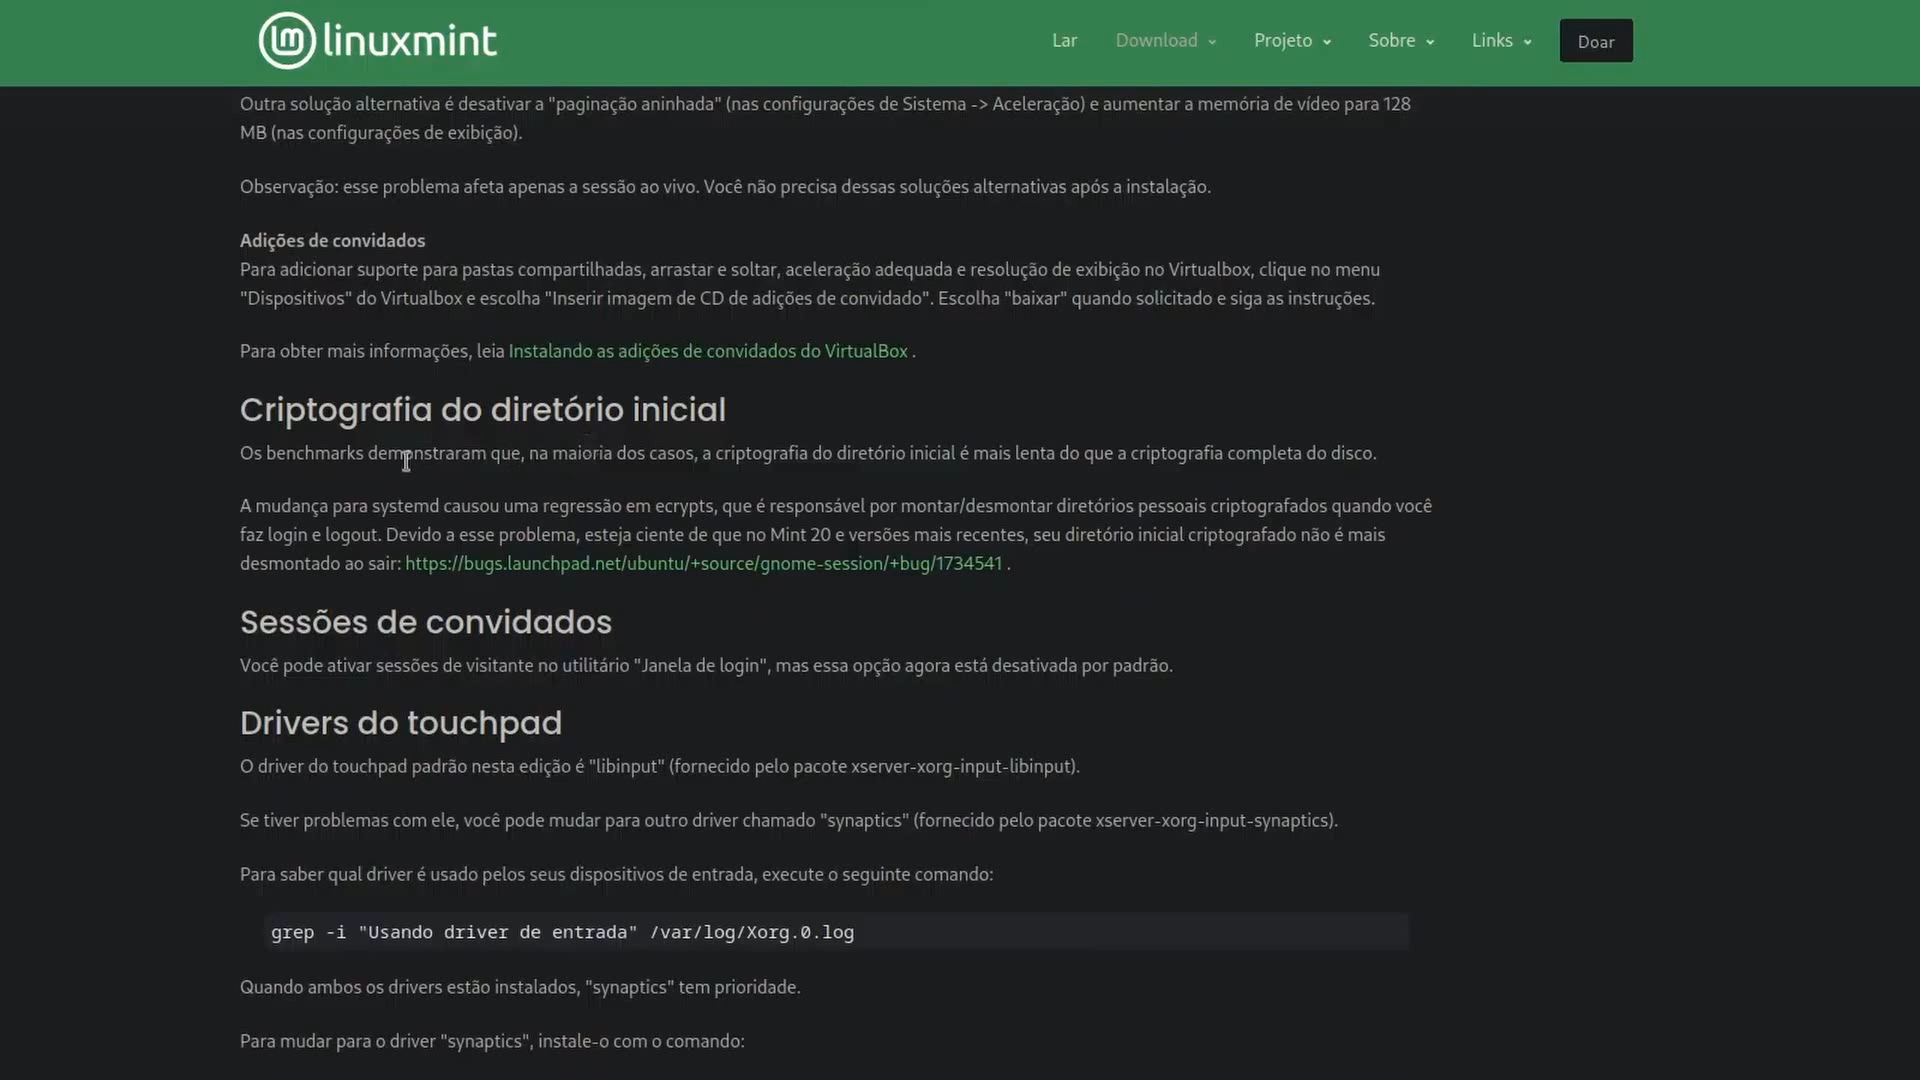 linuxmint
Lar
Download
Projeto
Sobre
Links
Doar
Outra solução alternativa é desativar a "paginação aninhada" (nas configurações de Sistema -> Aceleração) e aumentar a memória de vídeo para 128
MB (nas configurações de exibição).
Observação: esse problema afeta apenas a sessão ao vivo. Você não precisa dessas soluções alternativas após a instalação.
Adições de convidados
Para adicionar suporte para pastas compartilhadas, arrastar e soltar, aceleração adequada e resolução de exibição no Virtualbox, clique no menu
"Dispositivos" do Virtualbox e escolha "Inserir imagem de CD de adições de convidado". Escolha "baixar" quando solicitado e siga as instruções.
Para obter mais informações, leia Instalando as adições de convidados do VirtualBox .
Criptografia do diretório inicial
Os benchmarks demonstraram que, na maioria dos casos, a criptografia do diretório inicial é mais lenta do que a criptografia completa do disco.
A mudança para systemd causou uma regressão em ecrypts, que é responsável por montar/desmontar diretórios pessoais criptografados quando você
faz login e logout. Devido a esse problema, esteja ciente de que no Mint 20 e versões mais recentes, seu diretório inicial criptografado não é mais
desmontado ao sair: https://bugs.launchpad.net/ubuntu/+source/gnome-session/+bug/1734541 .
Sessões de convidados
Você pode ativar sessões de visitante no utilitário "Janela de login", mas essa opção agora está desativada por padrão.
Drivers do touchpad
O driver do touchpad padrão nesta edição é "libinput" (fornecido pelo pacote xserver-xorg-input-libinput).
Se tiver problemas com ele, você pode mudar para outro driver chamado "synaptics" (fornecido pelo pacote xserver-xorg-input-synaptics).
Para saber qual driver é usado pelos seus dispositivos de entrada, execute o seguinte comando:
grep -i "Usando driver de entrada" /var/log/Xorg.0.log
Quando ambos os drivers estão instalados, "synaptics" tem prioridade.
Para mudar para o driver "synaptics", instale-o com o comando: